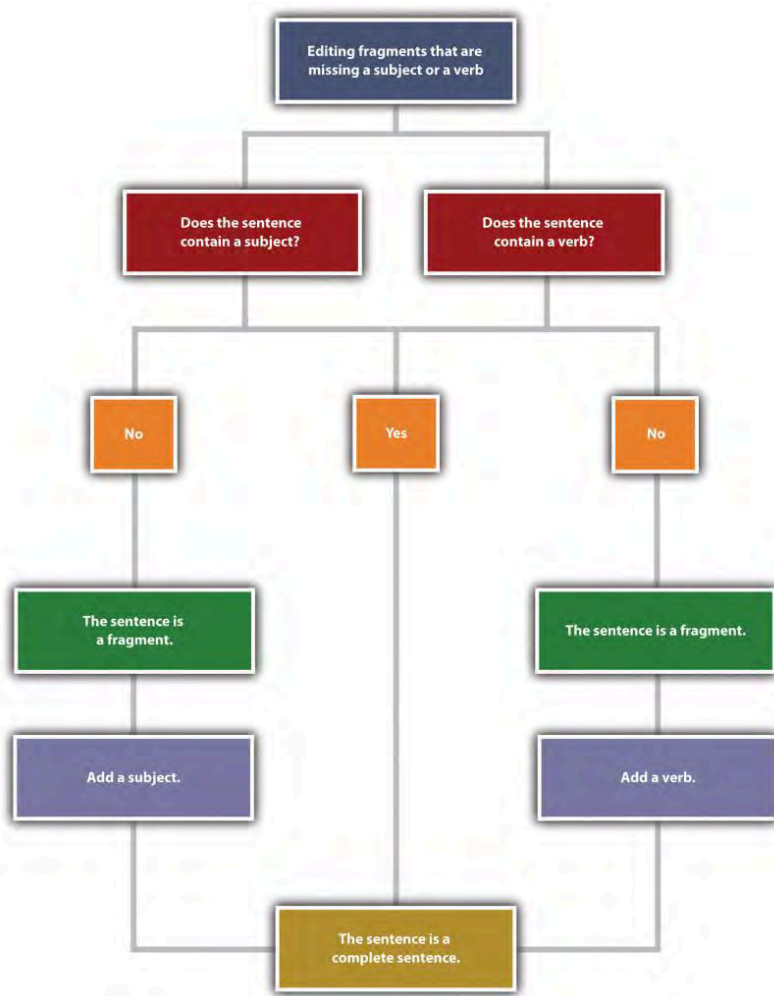 Editing fragments that are
missing a subject or a verb
Does the sentence
contain a subject?
Does the sentence
contain a verb?
No
Yes
No
The sentence is
a fragment.
The sentence is a fragment.
Add a subject.
Add a verb.
The sentence is a
complete sentence.